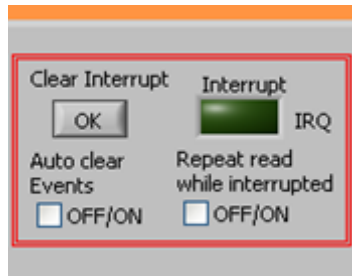 Clear Interrupt
Interrupt
OK
IRQ
Auto clear
Events
OFF/ON
Repeat read
while interrupted
OFF/ON